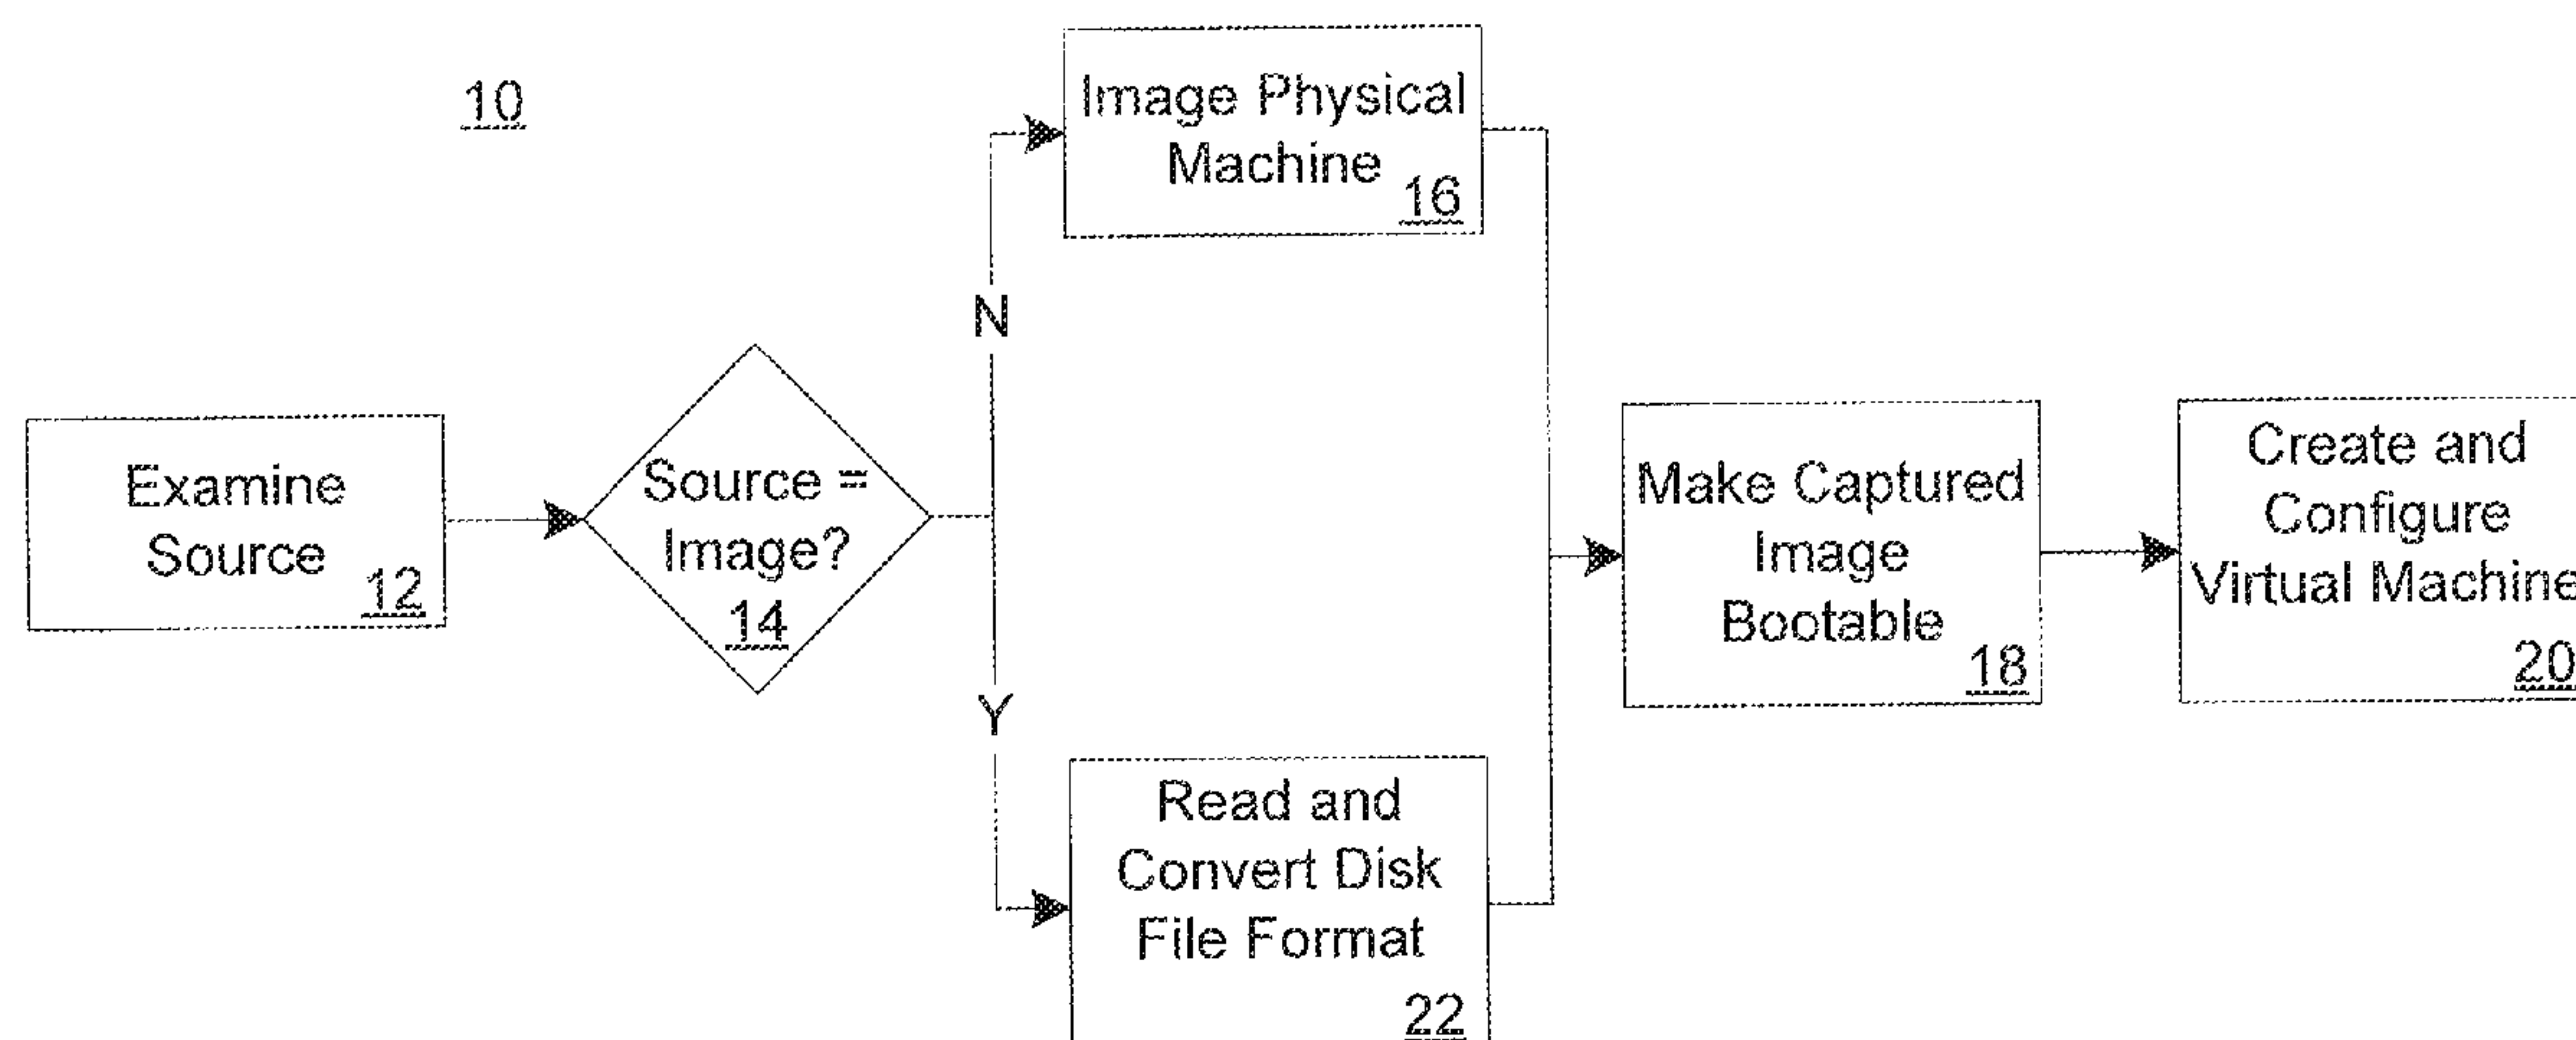 10
Examine
Source
12
Source =
Image?
14
N
Y
Image Physical
Machine
16
Read and
Convert Disk
File Format
22
Make Captured
Image
Bootable
18
Create and
Configure
Virtual Machine
20